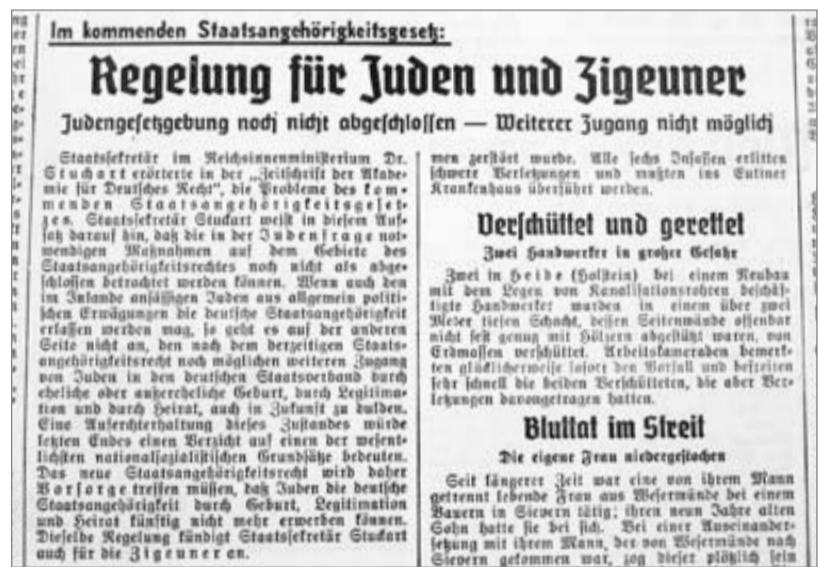 Im kommenden Staatsangehörigkeitsgesetz:
Regelung für Juden und Zigeuner
Judengesetzgebung noch nicht abgeschlossen — Weiterer Zugang nicht möglich
Staatssekretär im Reichsinnenministerium Dr.
Stuckart erörterte in der „Zeitschrift der Akade-
mie für Deutsches Recht“, die Probleme des kom-
menden Staatsangehörigkeitsgeset-
zes. Staatssekretär Stuckart weist in diesem Auf-
satz darauf hin, daß die in der Judenfrage not-
wendigen Maßnahmen auf dem Gebiete des
Staatsangehörigkeitsrechtes noch nicht als abge-
schlossen betrachtet werden können. Wenn auch den
im Inlande ansässigen Juden aus allgemein politi-
schen Erwägungen die deutsche Staatsangehörigkeit
erlassen werden mag, so geht es auf der anderen
Seite nicht an, den nach dem derzeitigen Staats-
angehörigkeitsrecht noch möglichen weiteren Zugang
von Juden in den deutschen Staatsverband durch
eheliche oder außereheliche Geburt, durch Legitima-
tion und durch Heirat, auch in Zukunft zu dulden.
Eine Aufrechterhaltung dieses Zustandes würde
letzten Endes einen Verzicht auf einen der wesent-
lichsten nationalsozialistischen Grundsätze bedeuten.
Das neue Staatsangehörigkeitsrecht wird daher
Vorsorge treffen müssen, daß Juden die deutsche
Staatsangehörigkeit durch Geburt, Legitimation
und Heirat künftig nicht mehr erwerben können.
Dieselbe Regelung kündigt Staatssekretär Stuckart
auch für die Zigeuner an.
men zerstört wurde. Alle sechs Insassen erlitten
schwere Verletzungen und mußten ins Eutiner
Krankenhaus überführt werden.
Verschüttet und gerettet
Zwei Handwerker in großer Gefahr
Zwei in Heide (Holstein) bei einem Neubau
mit dem Legen von Kanalisationsrohren beschäf-
tigte Handwerker wurden in einem über zwei
Meter tiefen Schacht, dessen Seitenwände offenbar
nicht fest genug mit Hölzern abgestützt waren, von
Erdmassen verschüttet. Arbeitskameraden bemerk-
ten glücklicherweise sofort den Vorfall und befreiten
sehr schnell die beiden Verschütteten, die aber Ver-
letzungen davongetragen hatten.
Bluttat im Streit
Die eigene Frau niedergestochen
Seit längerer Zeit war eine von ihrem Mann
getrennt lebende Frau aus Wesermünde bei einem
Bauern in Sievern tätig; ihren neun Jahre alten
Sohn hatte sie bei sich. Bei einer Auseinander-
setzung mit ihrem Mann, der von Wesermünde nach
Sievern gekommen war, zog dieser plötzlich sein